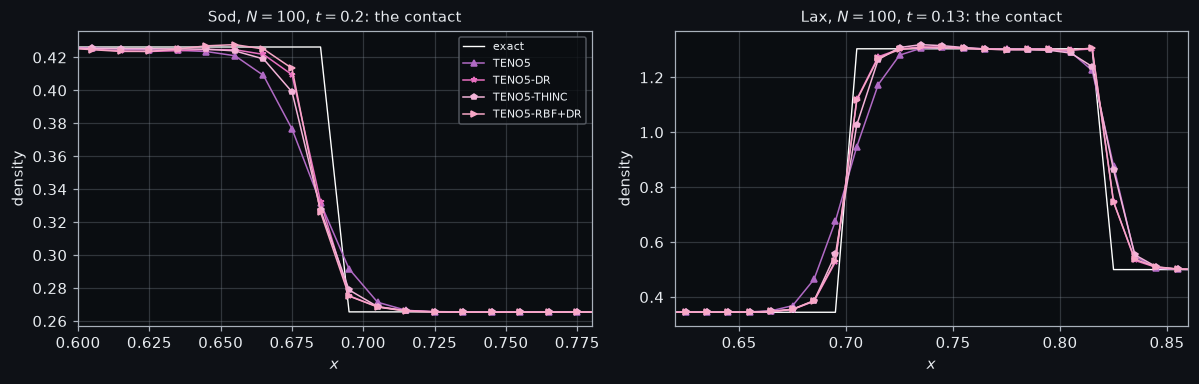 Sod, N = 100, t = 0.2: the contact
density
0.42
0.40
0.38
0.36
0.34
0.32
0.30
0.28
0.26
exact
TENO5
TENO5-DR
TENO5-THINC
TENO5-RBF+DR
0.600 0.625 0.650 0.675 0.700 0.725 0.750 0.775
x
Lax, N = 100, t = 0.13: the contact
density
1.2
1.0
0.8
0.6
0.4
0.65 0.70 0.75 0.80 0.85
x